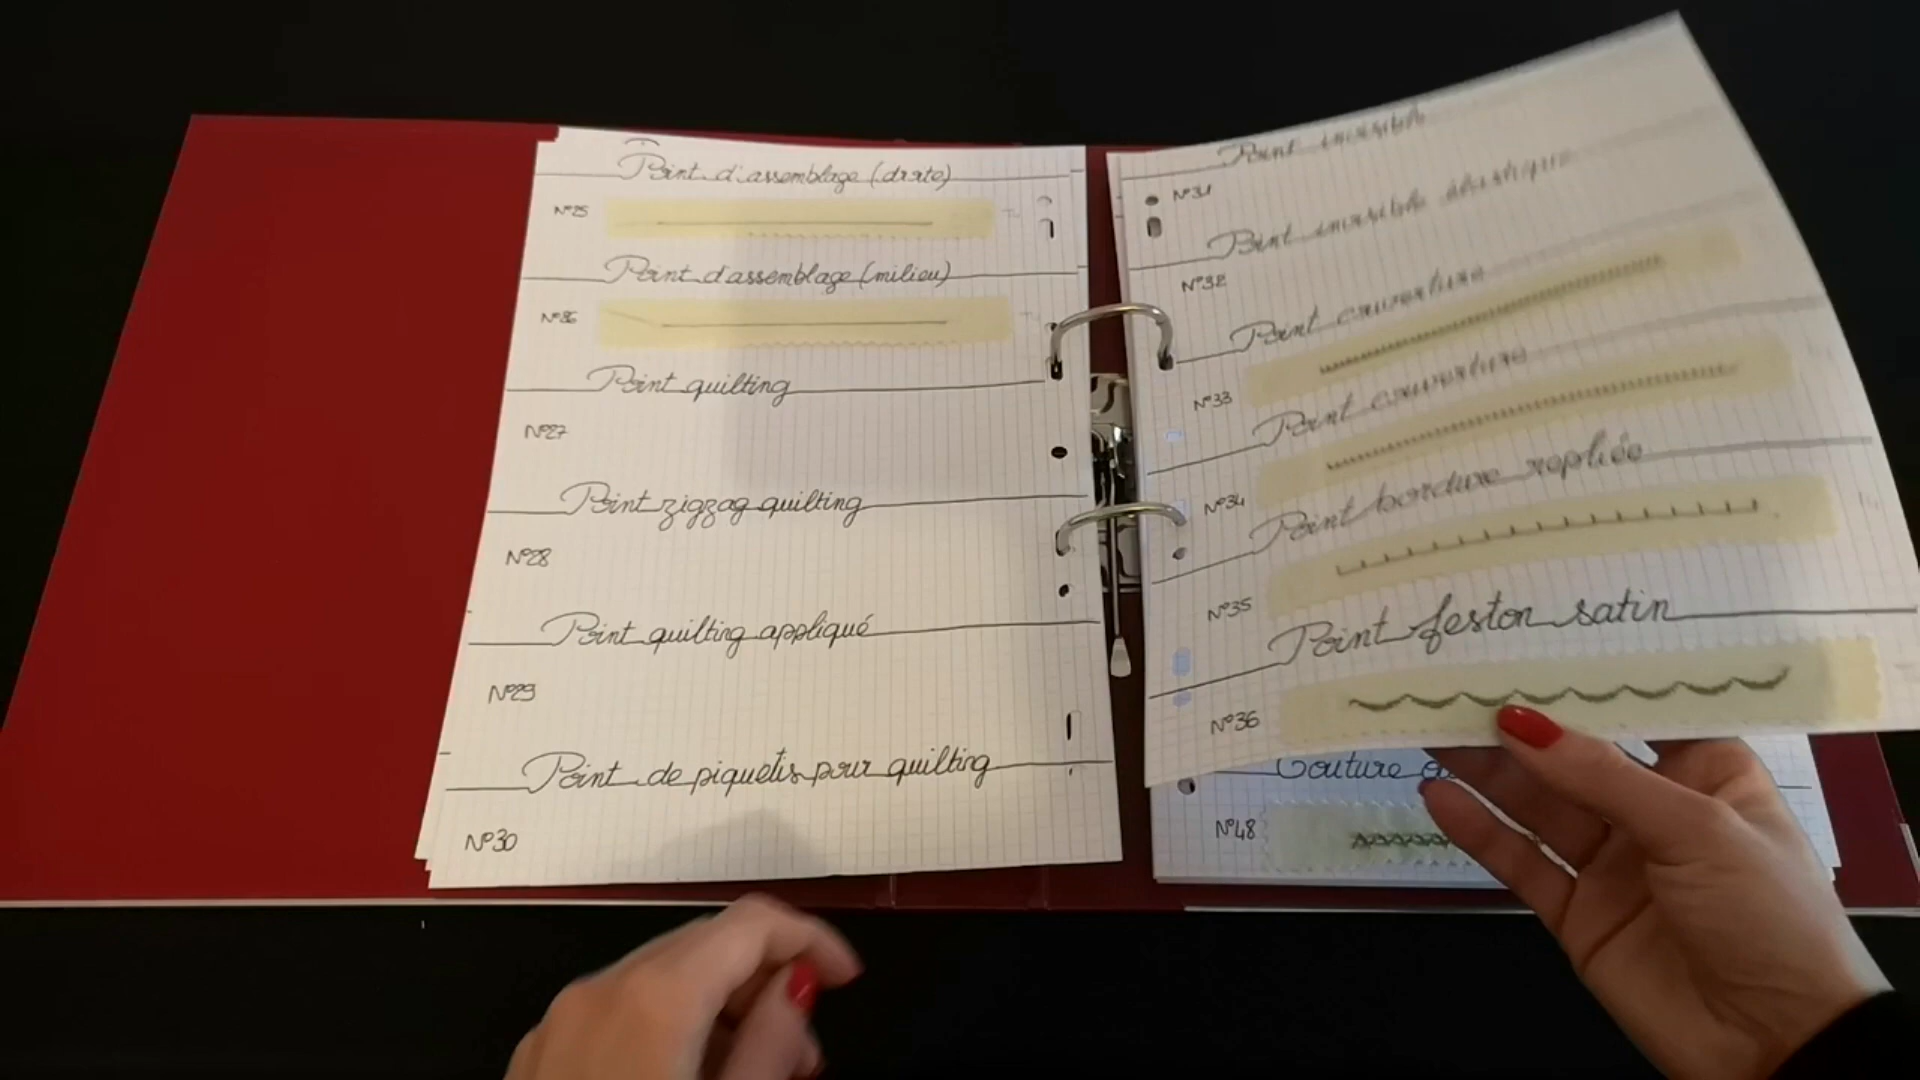 Point d'assemblage (droite)
N°25
Point d'assemblage (milieu)
N°26
Point quilting
N°27
Point zigzag quilting
N°28
Point quilting appliqué
N°29
Point de piquetis pour quilting
N°30
Point invisible
N°31
Point invisible élastique
N°32
Point couverture
N°33
Point couverture
N°34
Point bordure repliée
N°35
Point feston satin
N°36
Couture
N°48